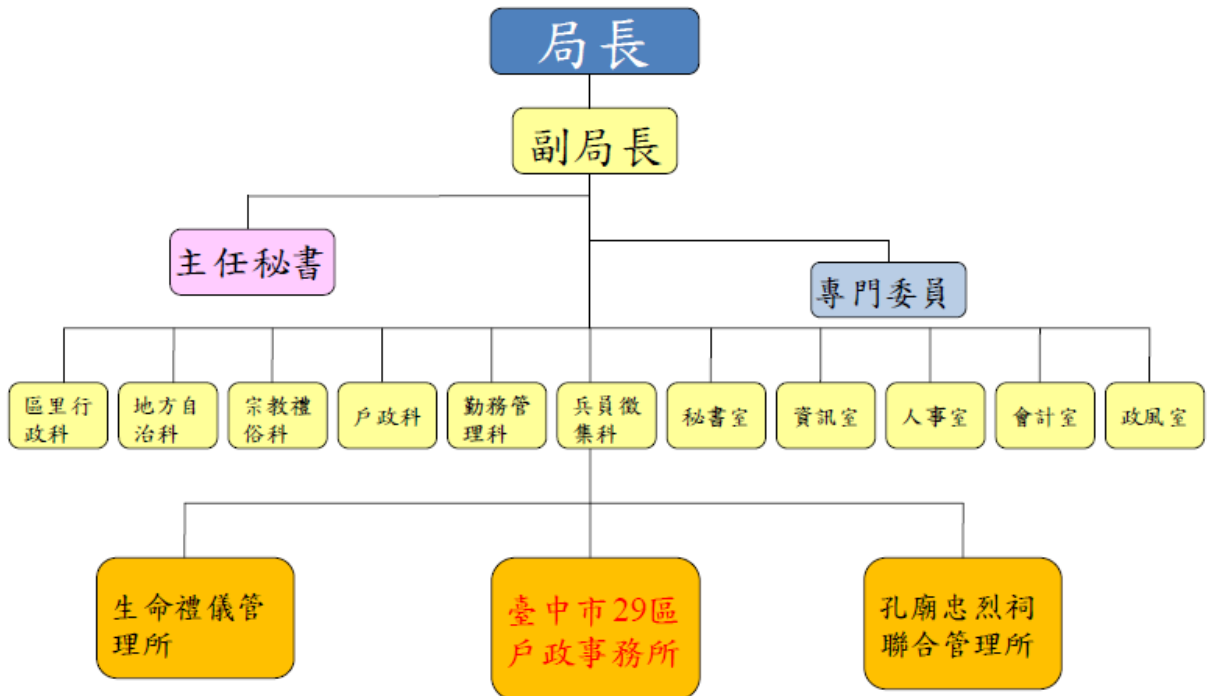 局長
副局長
主任秘書
專門委員
區里行
政科
地方自
治科
宗教禮
俗科
戶政科
勤務管
理科
兵員徵
集科
秘書室
資訊室
人事室
會計室
政風室
生命禮儀管
理所
臺中市29區
戶政事務所
孔廟忠烈祠
聯合管理所